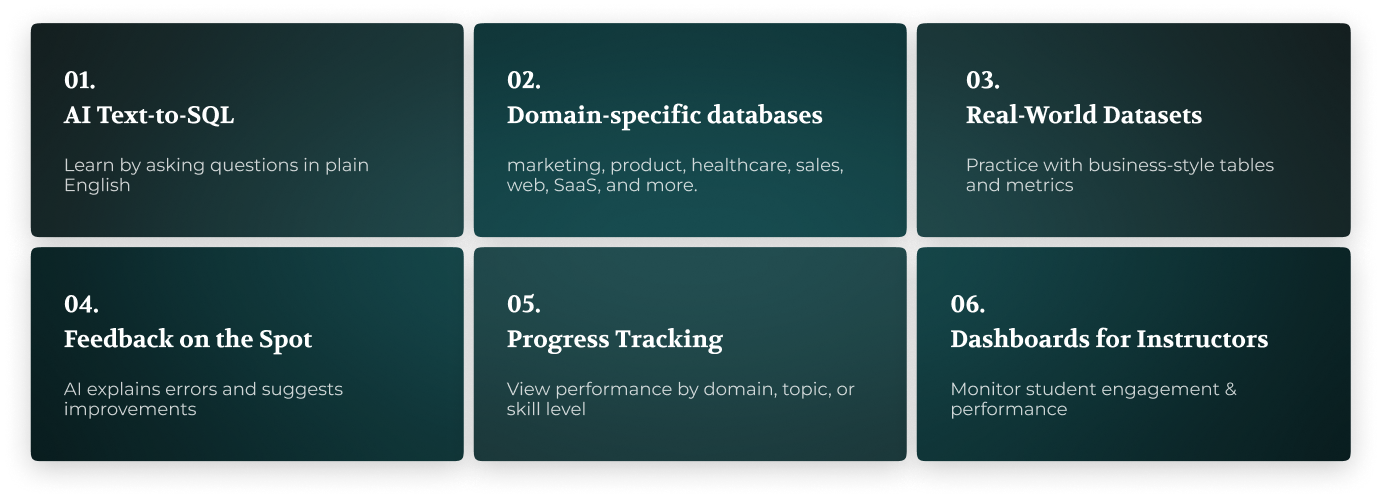 01.
AI Text-to-SQL
Learn by asking questions in plain
English
02.
Domain-specific databases
marketing, product, healthcare, sales,
web, SaaS, and more.
03.
Real-World Datasets
Practice with business-style tables
and metrics
04.
Feedback on the Spot
AI explains errors and suggests
improvements
05.
Progress Tracking
View performance by domain, topic, or
skill level
06.
Dashboards for Instructors
Monitor student engagement &
performance